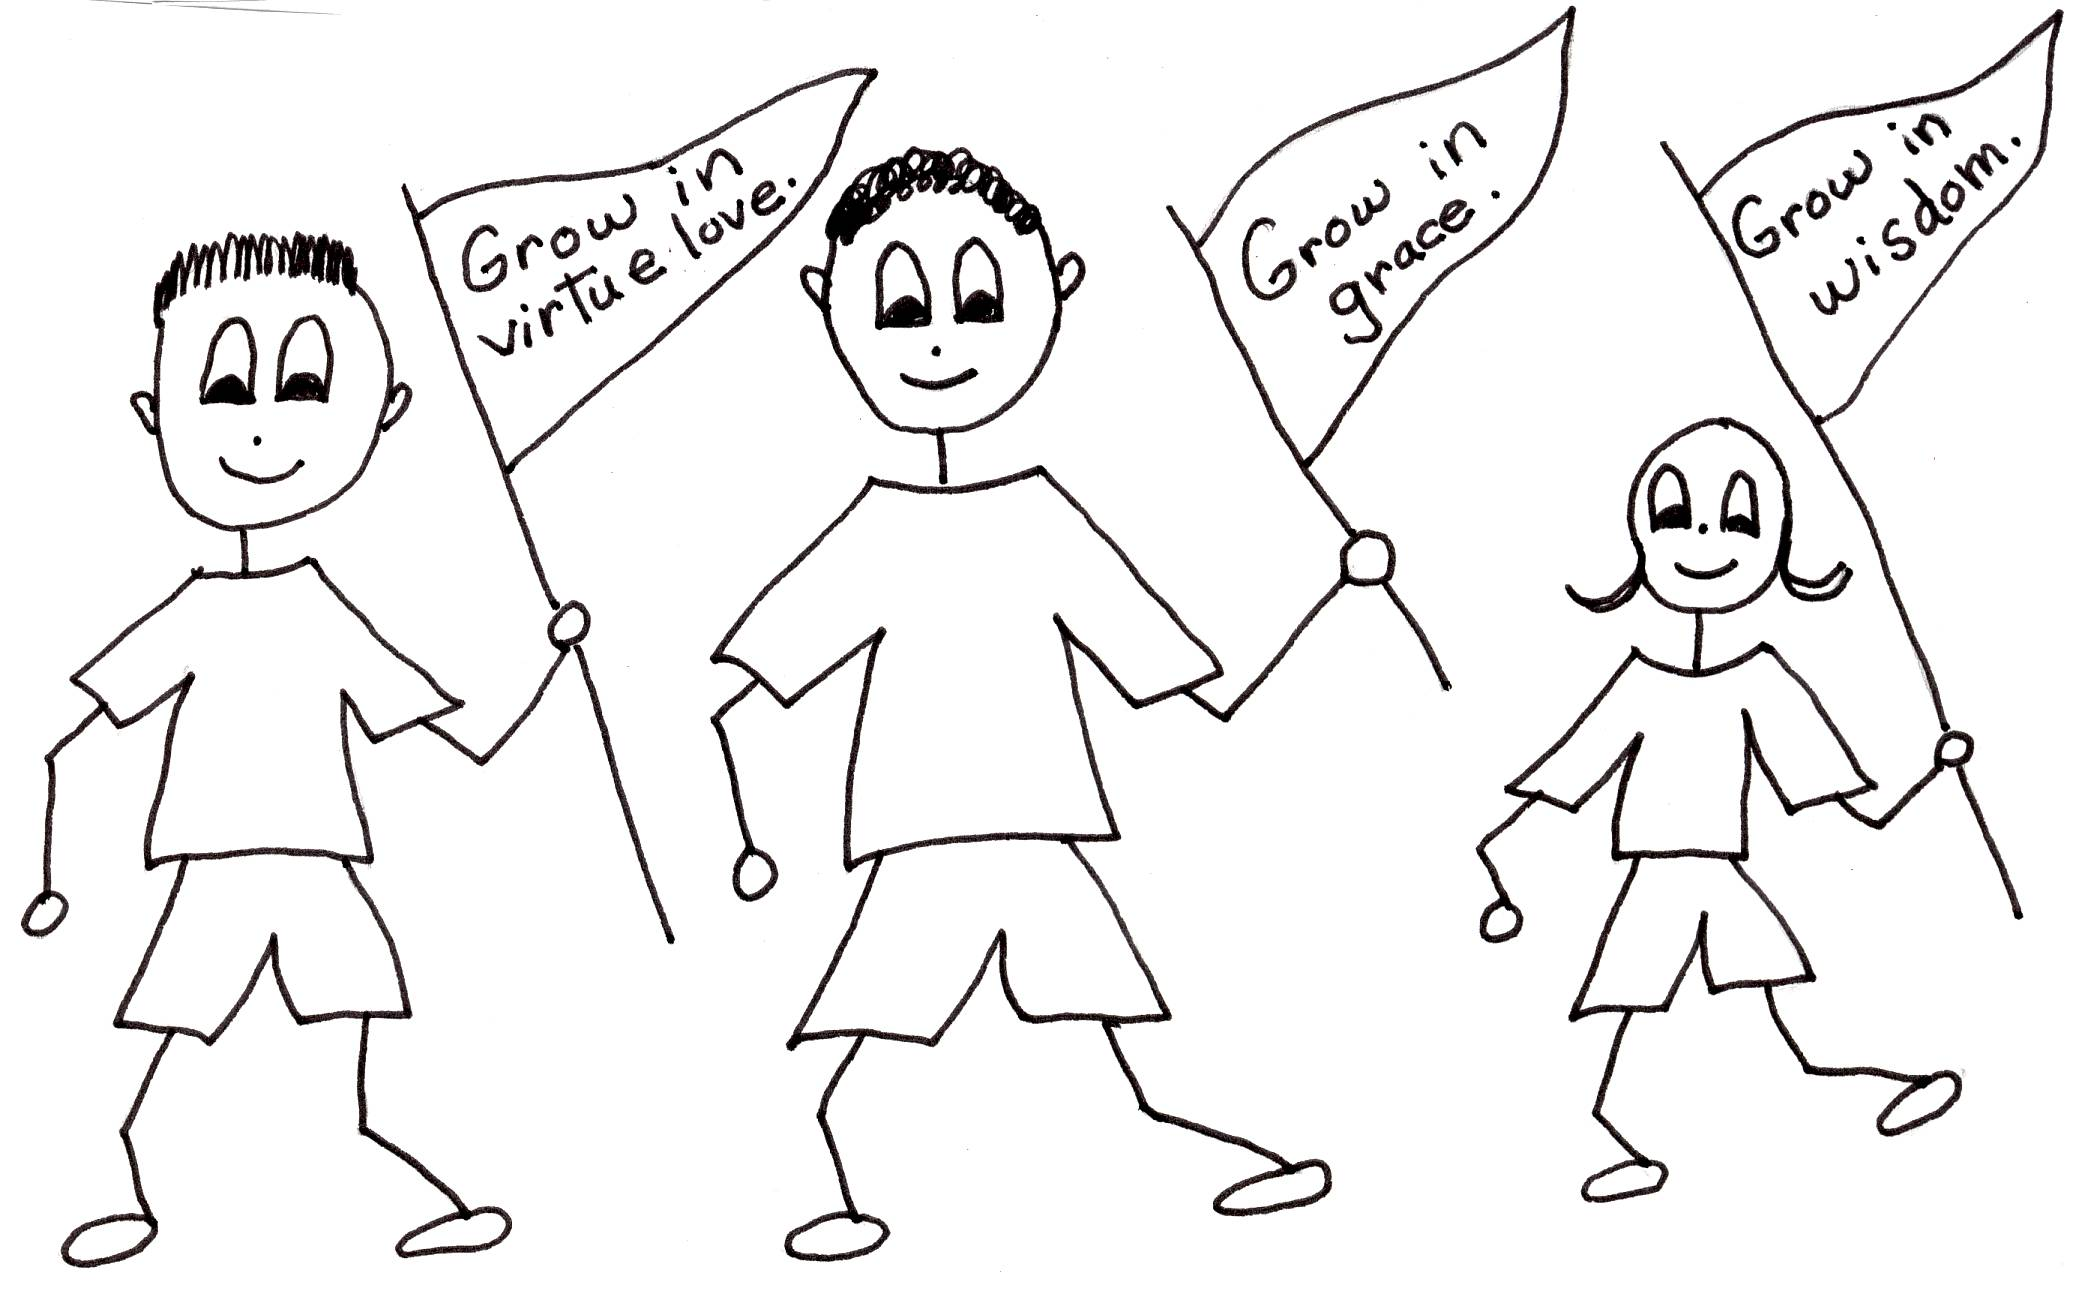 Grow in
virtue love.
Grow in
grace.
Grow in
wisdom.